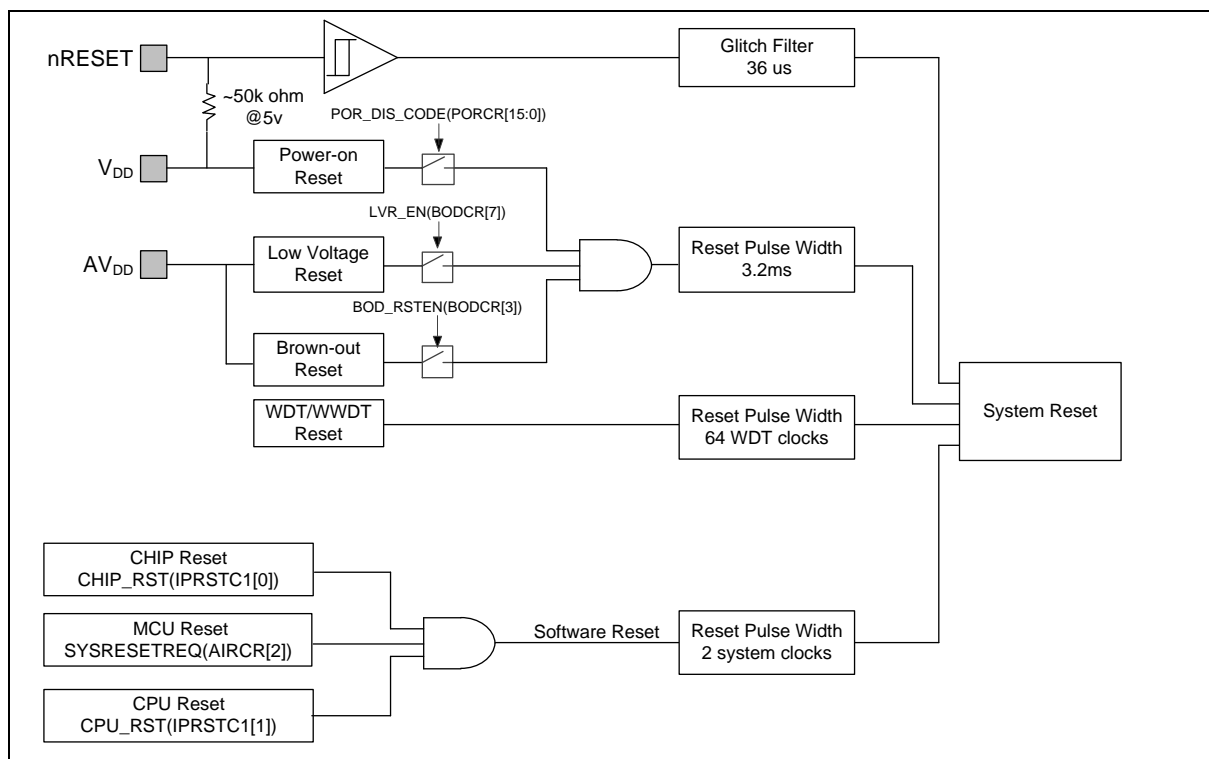 nRESET
Glitch Filter
36 us
~50k ohm
@5v
POR_DIS_CODE(PORCR[15:0])
VDD
Power-on
Reset
LVR_EN(BODCR[7])
AVDD
Low Voltage
Reset
Reset Pulse Width
3.2ms
BOD_RSTEN(BODCR[3])
Brown-out
Reset
WDT/WWDT
Reset
Reset Pulse Width
64 WDT clocks
System Reset
CHIP Reset
CHIP_RST(IPRSTC1[0])
MCU Reset
SYSRESETREQ(AIRCR[2])
Software Reset
Reset Pulse Width
2 system clocks
CPU Reset
CPU_RST(IPRSTC1[1])